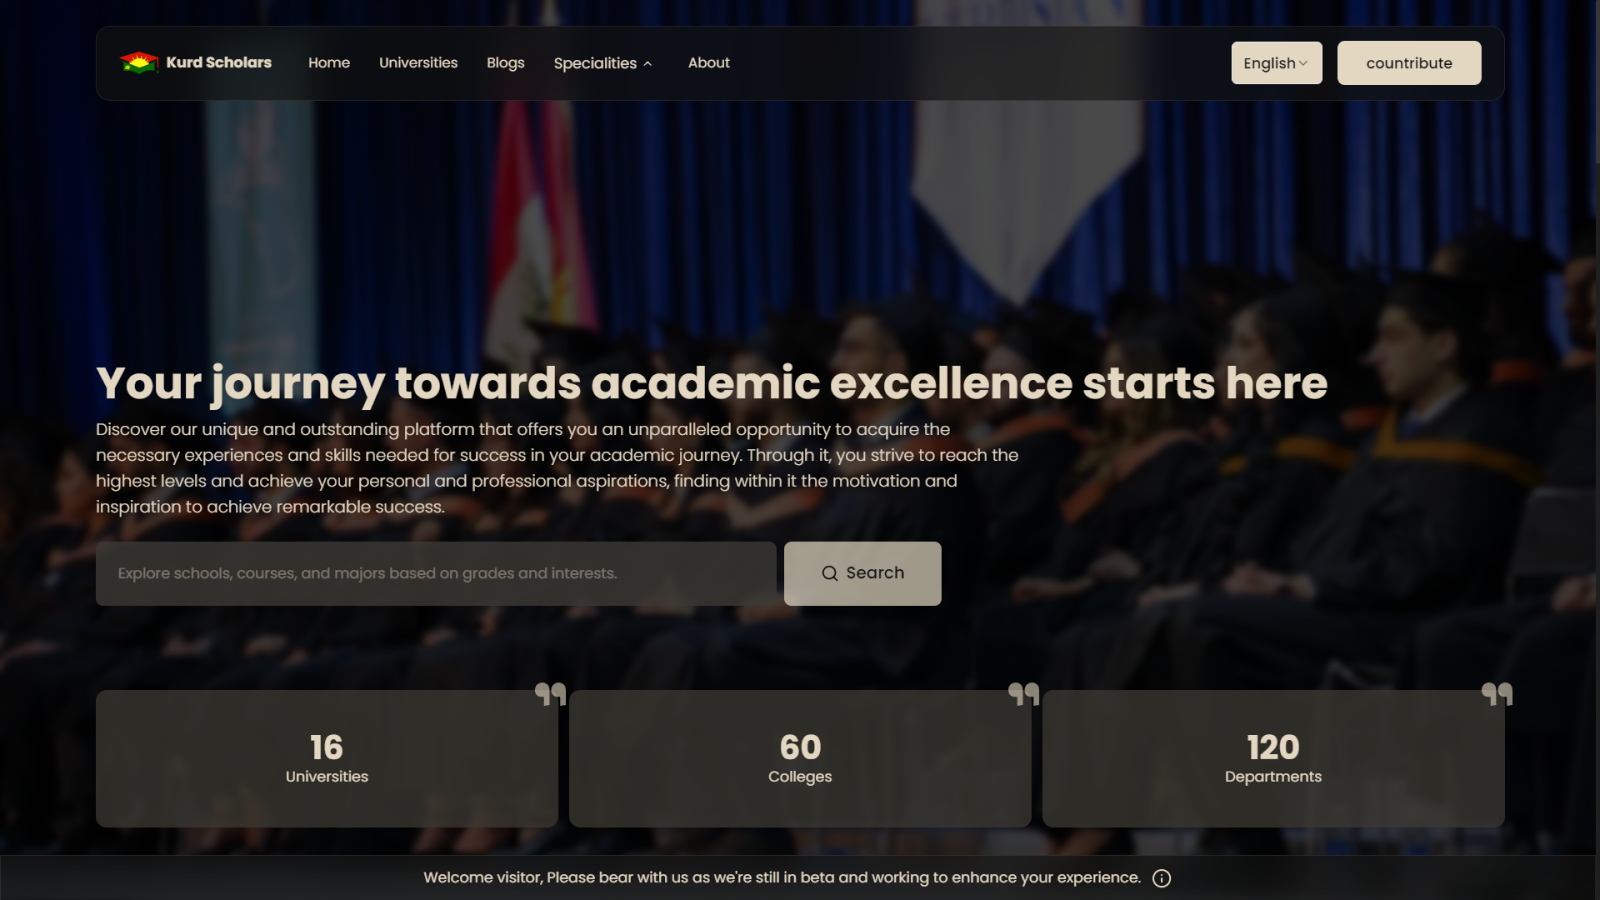 Kurd Scholars
Home
Universities
Blogs
Specialities
About
English
countribute
Your journey towards academic excellence starts here
Discover our unique and outstanding platform that offers you an unparalleled opportunity to acquire the
necessary experiences and skills needed for success in your academic journey. Through it, you strive to reach the
highest levels and achieve your personal and professional aspirations, finding within it the motivation and
inspiration to achieve remarkable success.
Explore schools, courses, and majors based on grades and interests.
Search
16
Universities
60
Colleges
120
Departments
Welcome visitor, Please bear with us as we're still in beta and working to enhance your experience.